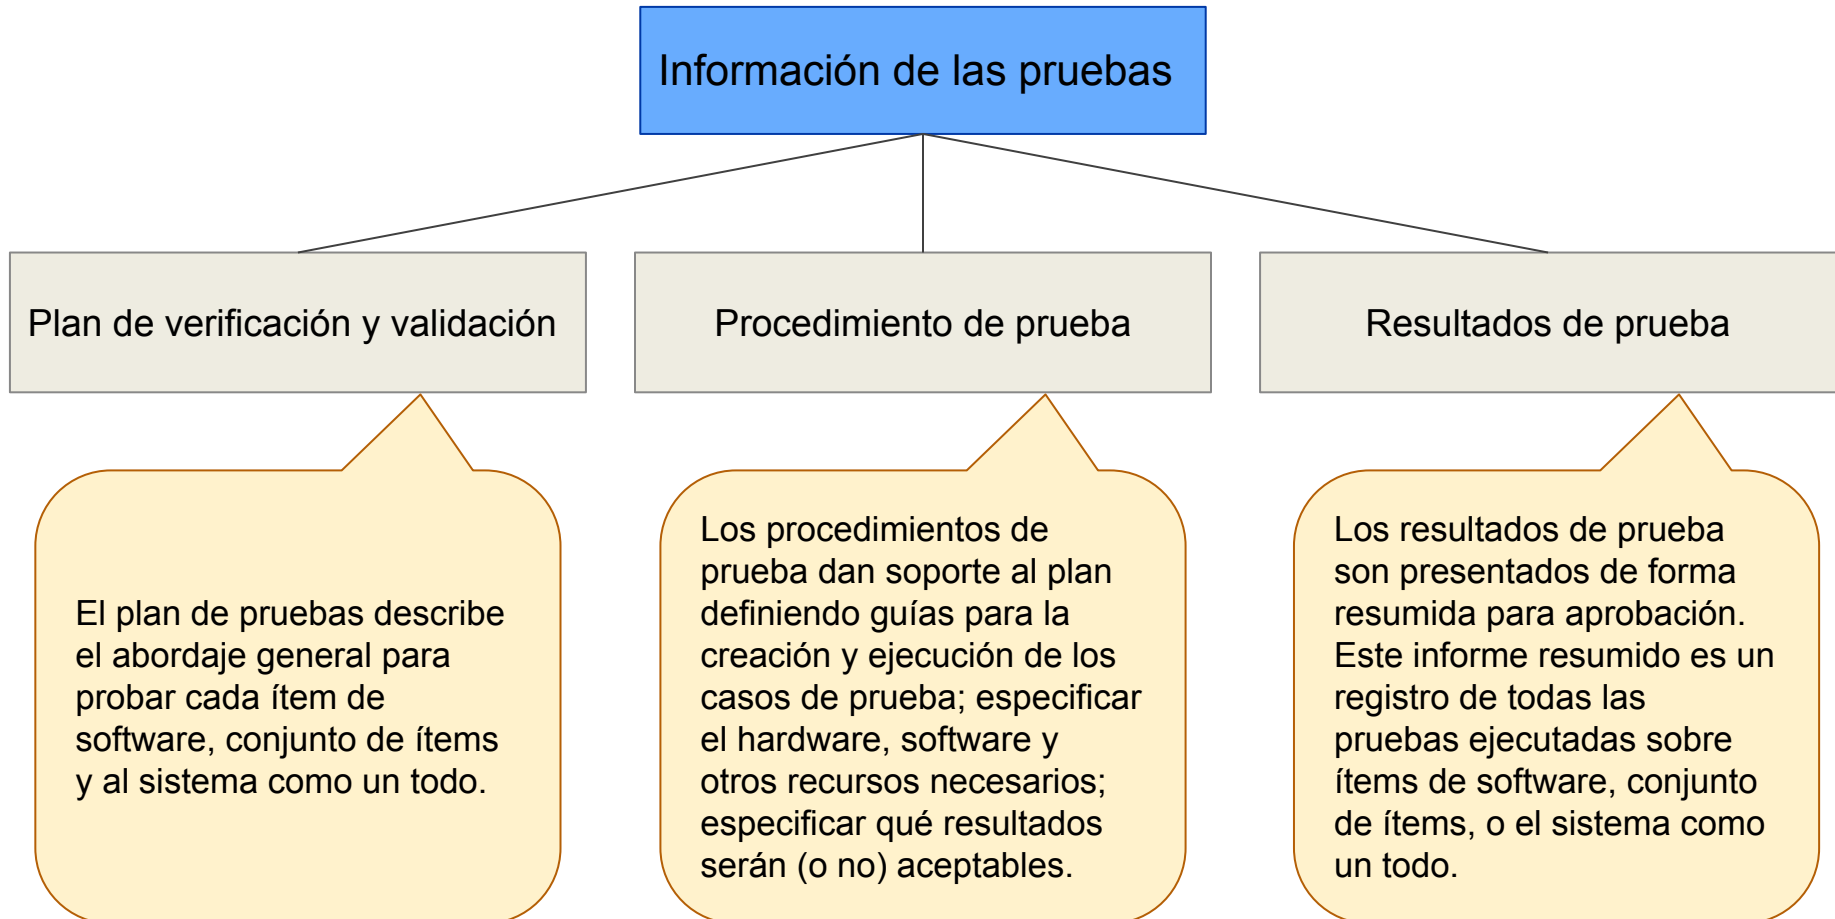 Información de las pruebas
Plan de verificación y validación
Procedimiento de prueba
Resultados de prueba
El plan de pruebas describe
el abordaje general para
probar cada ítem de
software, conjunto de ítems
y al sistema como un todo.
Los procedimientos de
prueba dan soporte al plan
definiendo guías para la
creación y ejecución de los
casos de prueba; especificar
el hardware, software y
otros recursos necesarios;
especificar qué resultados
serán (o no) aceptables.
Los resultados de prueba
son presentados de forma
resumida para aprobación.
Este informe resumido es un
registro de todas las
pruebas ejecutadas sobre
ítems de software, conjunto
de ítems, o el sistema como
un todo.